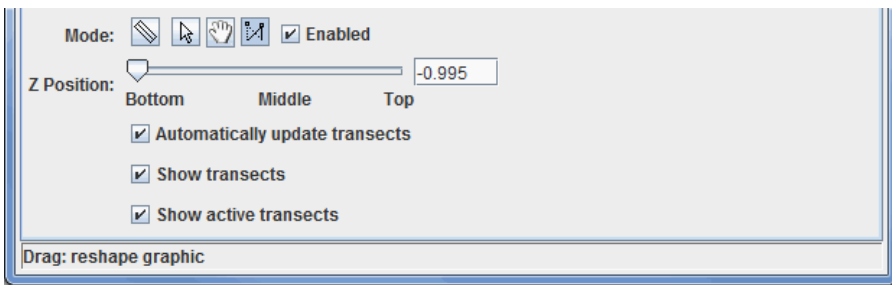 Mode: Enabled
Z Position: -0.995
Bottom Middle Top
Automatically update transects
Show transects
Show active transects
Drag: reshape graphic